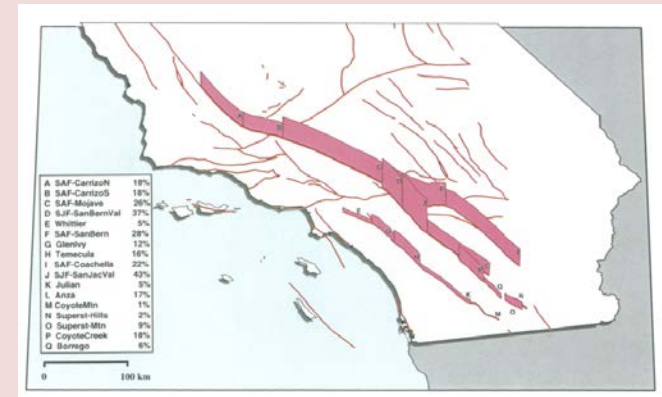 A SAF-CarrizoN 18%
B SAF-CarrizoS 18%
C SAF-Mojave 26%
D SJF-SanBernVal 37%
E Whittier 5%
F SAF-SanBern 28%
G GlenIvy 12%
H Temecula 16%
I SAF-Coachella 22%
J SJF-SanJacVal 43%
K Julian 5%
L Anza 17%
M CoyoteMtn 1%
N Superst-Hills 2%
O Superst-Mtn 9%
P CoyoteCreek 18%
Q Borrego 6%
0 100 km
A
B
C
D
F
E
G
H
K
Q
N
M
O